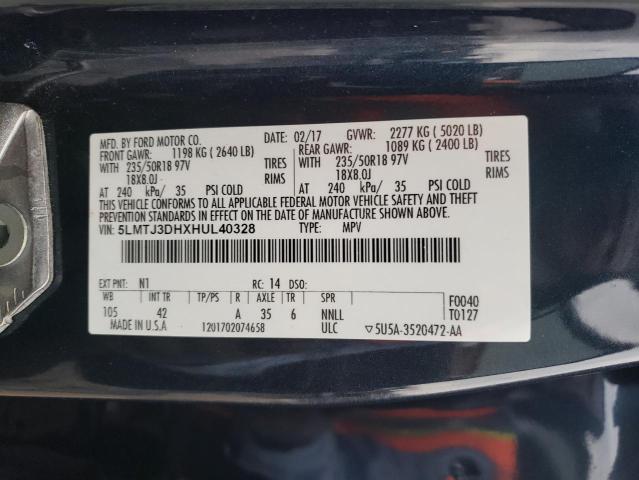 MFD. BY FORD MOTOR CO.
DATE: 02/17 GVWR: 2277 KG ( 5020 LB)
FRONT GAWR: 1198 KG ( 2640 LB)
REAR GAWR: 1089 KG ( 2400 LB)
WITH 235/50R18 97V TIRES
WITH 235/50R18 97V TIRES
18X8.0J RIMS
18X8.0J RIMS
AT 240 kPa/ 35 PSI COLD
AT 240 kPa/ 35 PSI COLD
THIS VEHICLE CONFORMS TO ALL APPLICABLE FEDERAL MOTOR VEHICLE SAFETY AND THEFT
PREVENTION STANDARDS IN EFFECT ON THE DATE OF MANUFACTURE SHOWN ABOVE.
VIN: 5LMTJ3DHXHUL40328 TYPE: MPV
EXT PNT: N1 RC: 14 DSO:
WB INT TR TP/PS R AXLE TR SPR F0040
105 42 A 35 6 NNLL T0127
MADE IN U.S.A 1201702074658 ULC ▽5U5A-3520472-AA